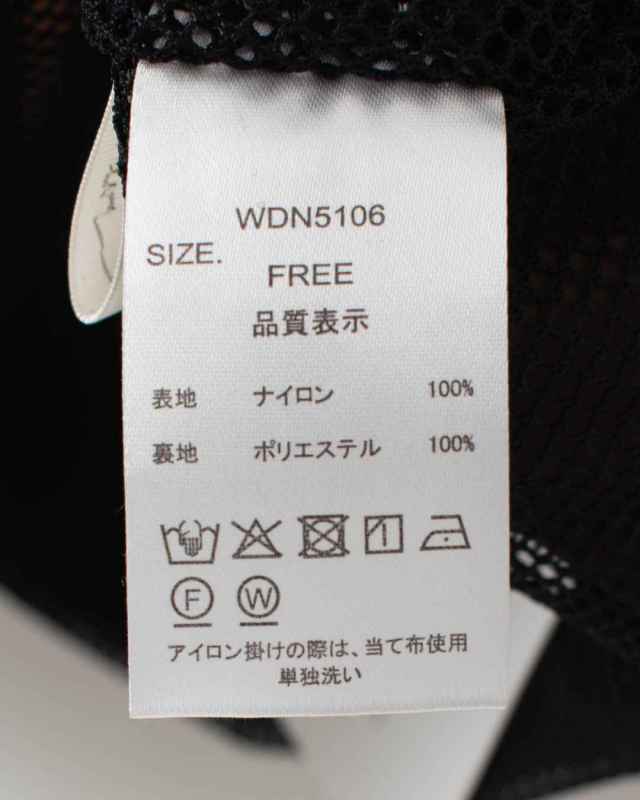 WDN5106
SIZE.
FREE
品質表示
表地 ナイロン 100%
裏地 ポリエステル 100%
F W
アイロン掛けの際は、当て布使用
単独洗い